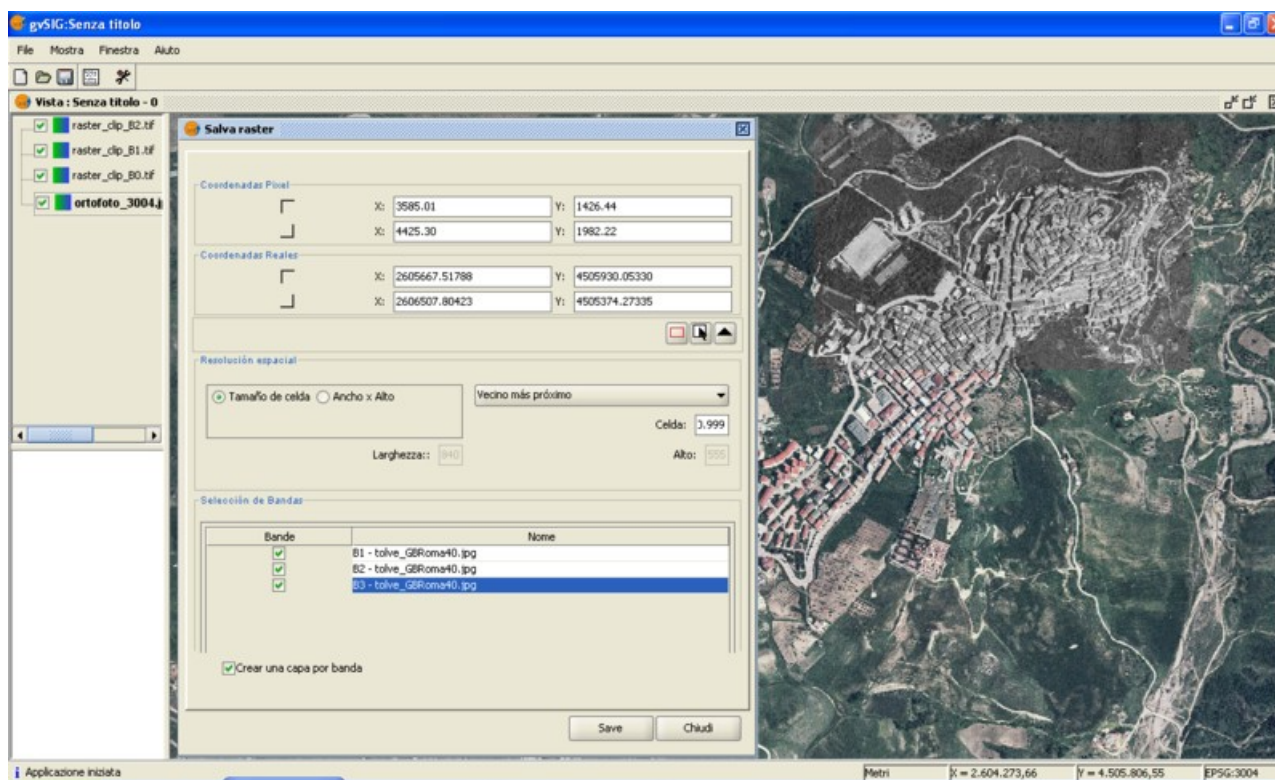 gvSIG:Senza titolo
File Mostra Finestra Aiuto
Vista : Senza titolo - 0
raster_clip_B2.tif
raster_clip_B1.tif
raster_clip_B0.tif
ortofoto_3004.j
Salva raster
Coordenadas Pixel
X: 3585.01 Y: 1426.44
X: 4425.30 Y: 1982.22
Coordenadas Reales
X: 2605667.51788 Y: 4505930.05330
X: 2606507.80423 Y: 4505374.27335
Resolución espacial
Tamaño de celda Ancho x Alto Vecino más próximo
Celda: 0.999
Larghezza:: 840 Alto: 555
Selección de Bandas
Bande Nome
B1 - tolve_GBRoma40.jpg
B2 - tolve_GBRoma40.jpg
B3 - tolve_GBRoma40.jpg
Crear una capa por banda
Save Chiudi
Applicazione iniziata Metri X = 2.604.273,66 Y = 4.505.806,55 EPSG:3004